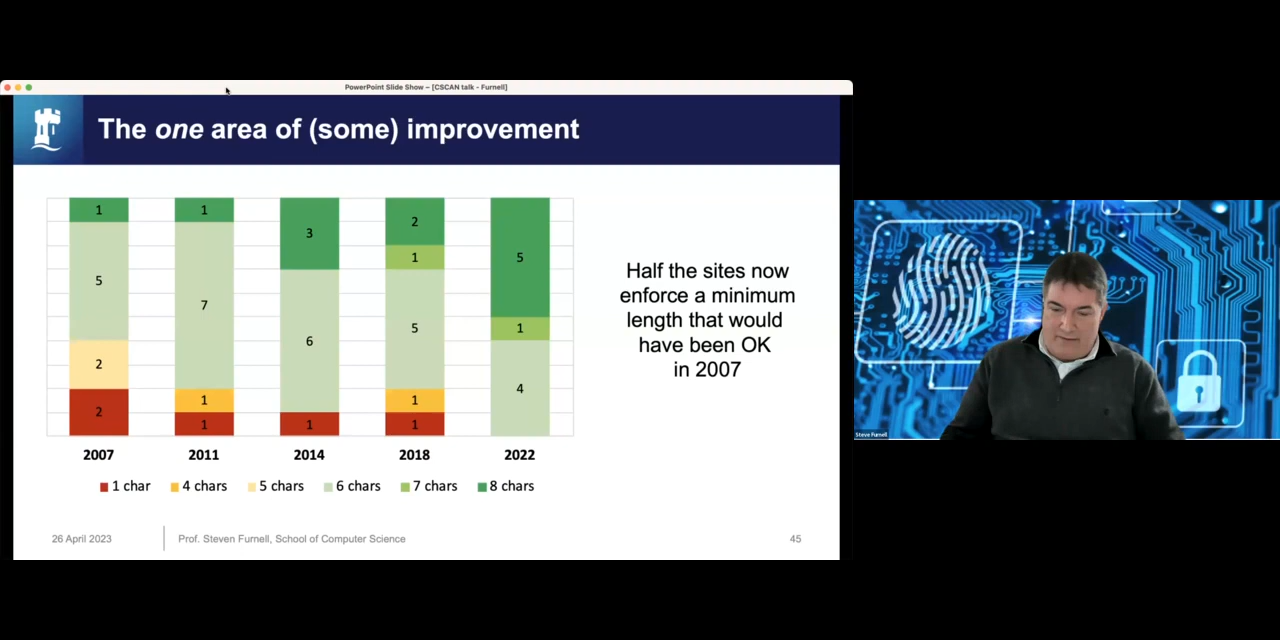 PowerPoint Slide Show – [CSCAN talk - Furnell]
The one area of (some) improvement
1 1 3 2 5
5 7 6 1 1
2 1 5 4
2 1 1 1 1
2007 2011 2014 2018 2022
1 char 4 chars 5 chars 6 chars 7 chars 8 chars
Half the sites now
enforce a minimum
length that would
have been OK
in 2007
26 April 2023
Prof. Steven Furnell, School of Computer Science
45
Steve Furnell